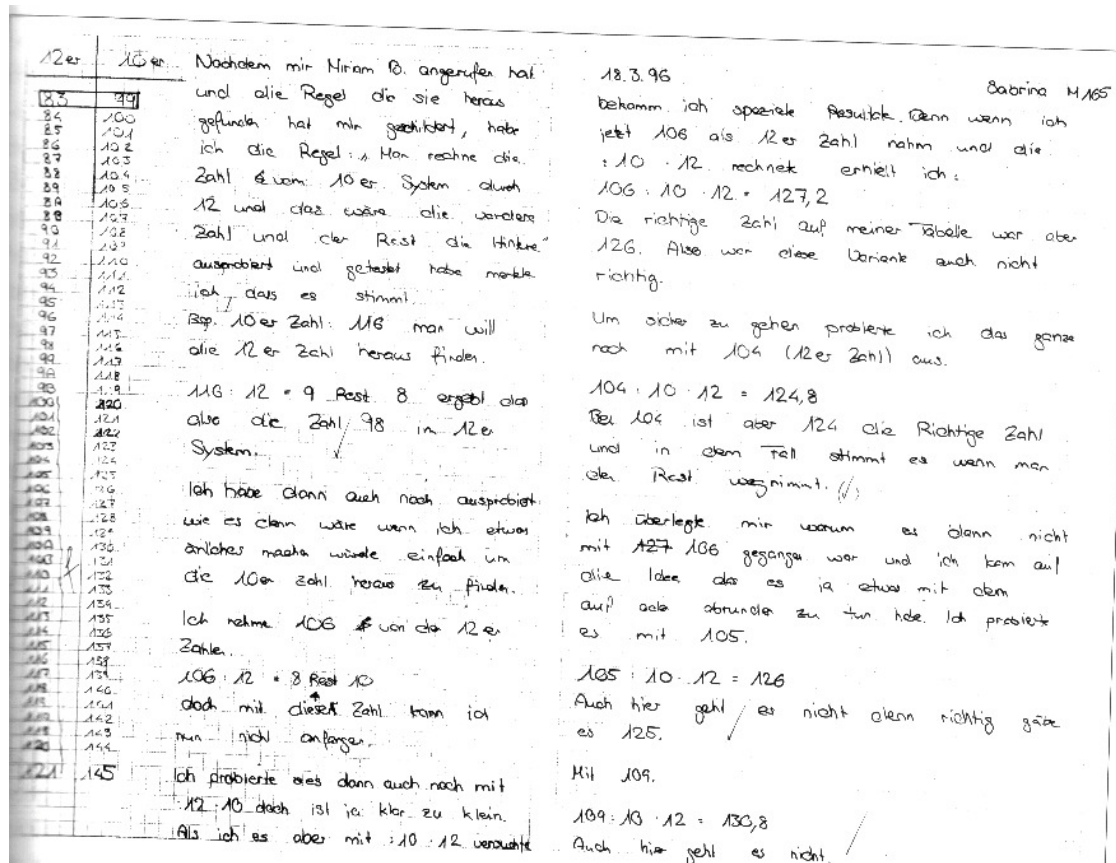 12er 10er
83 99
84 100
85 101
86 102
87 103
88 104
89 105
8A 106
8B 107
90 108
91 109
92 110
93 111
94 112
95 113
96 114
97 115
98 116
99 117
9A 118
9B 119
100 120
101 121
102 122
103 123
104 124
105 125
106 126
107 127
108 128
109 129
10A 130
10B 131
110 132
111 133
112 134
113 135
114 136
115 137
116 138
117 139
118 140
119 141
142
143
120 144
121 145
Nachdem mir Miriam B. angerufen hat
und die Regel die sie heraus
gefunden hat mir geschildert, habe
ich die Regel: "Man rechne die
Zahl vom 10er System durch
12 und das wäre die vordere
Zahl und der Rest die Hintere"
ausprobiert und getestet habe merkte
ich, dass es stimmt.
Bsp. 10er Zahl: 116 man will
die 12er Zahl heraus finden.
116 : 12 = 9 Rest 8 ergebt das
also die Zahl 98 im 12er
System.
Ich habe dann auch noch ausprobiert
wie es dann wäre wenn ich etwas
änliches mache würde einfach um
die 10er Zahl heraus zu finden.
Ich nehme 106 von der 12er
Zahlen.
106 : 12 = 8 Rest 10
doch mit dieser Zahl kann ich
nun nicht anfangen.
Ich probierte es dann auch noch mit
·12 :10 doch ist ja klar zu klein.
Als ich es aber mit :10 ·12 versuchte
18.3.96 Sabrina M165
bekamm ich spezielle Resultate. Denn wenn ich
jetzt 106 als 12er Zahl nahm und die
:10 ·12 rechnete erhielt ich:
106 : 10 · 12 = 127,2
Die richtige Zahl auf meiner Tabelle war aber
126. Also war diese Variante auch nicht
richtig.
Um sicher zu gehen probierte ich das ganze
noch mit 104 (12er Zahl) aus.
104 : 10 · 12 = 124,8
Bei 104 ist aber 124 die Richtige Zahl
und in dem Fall stimmt es wenn man
den Rest wegnimmt. (√)
Ich überlegte mir warum es dann nicht
mit 127 106 gegangen war und ich kam auf
die Idee das es ja etwas mit dem
auf ode abrunden zu tun habe. Ich probierte
es mit 105.
105 : 10 · 12 = 126
Auch hier geht es nicht denn richtig gäbe
es 125.
Mit 109.
109 : 10 · 12 = 130,8
Auch hier geht es nicht.